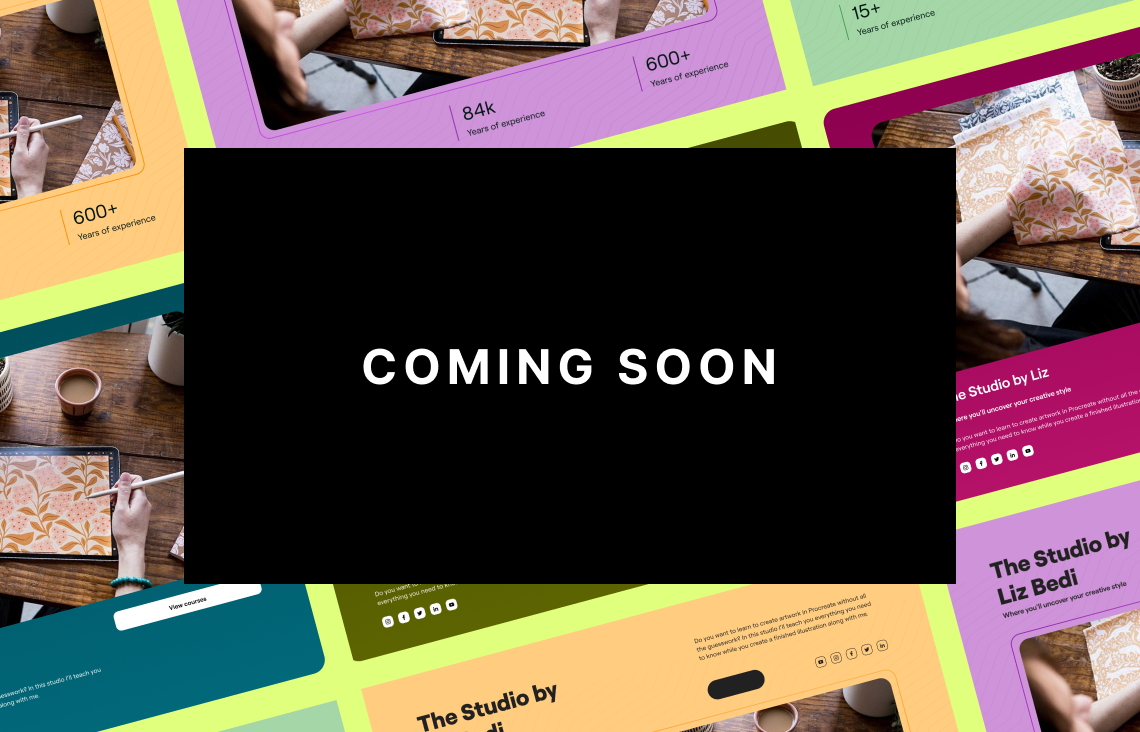 15+
Years of experience
600+
Years of experience
84k
Years of experience
600+
Years of experience
COMING SOON
The Studio by Liz
Where you'll uncover your creative style
Do you want to learn to create artwork in Procreate without all the
everything you need to know while you create a finished illustration
The Studio by
Liz Bedi
Where you'll uncover your creative style
View courses
Do you want to
everything you need to know
Do you want to learn to create artwork in Procreate without all
the guesswork? In this studio I'll teach you everything you need
to know while you create a finished illustration along with me.
guesswork? In this studio I'll teach you
along with me.
The Studio by
Bedi